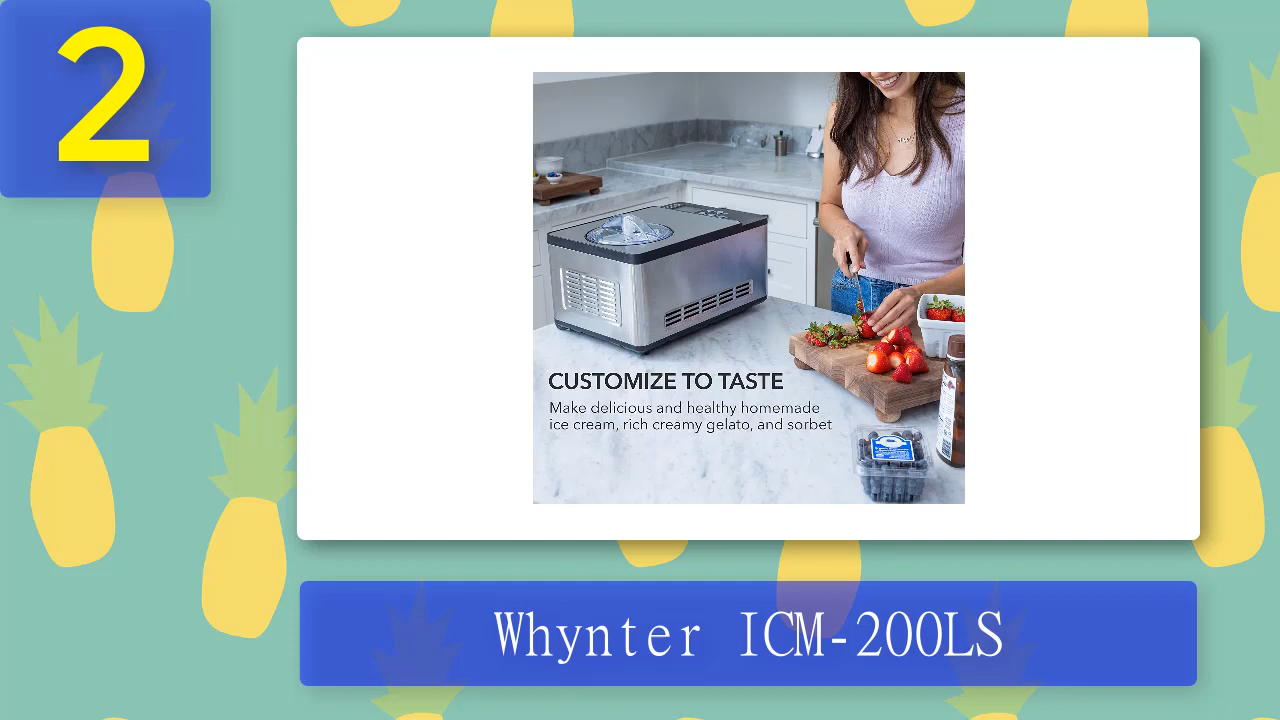 2
CUSTOMIZE TO TASTE
Make delicious and healthy homemade
ice cream, rich creamy gelato, and sorbet
Whynter ICM-200LS